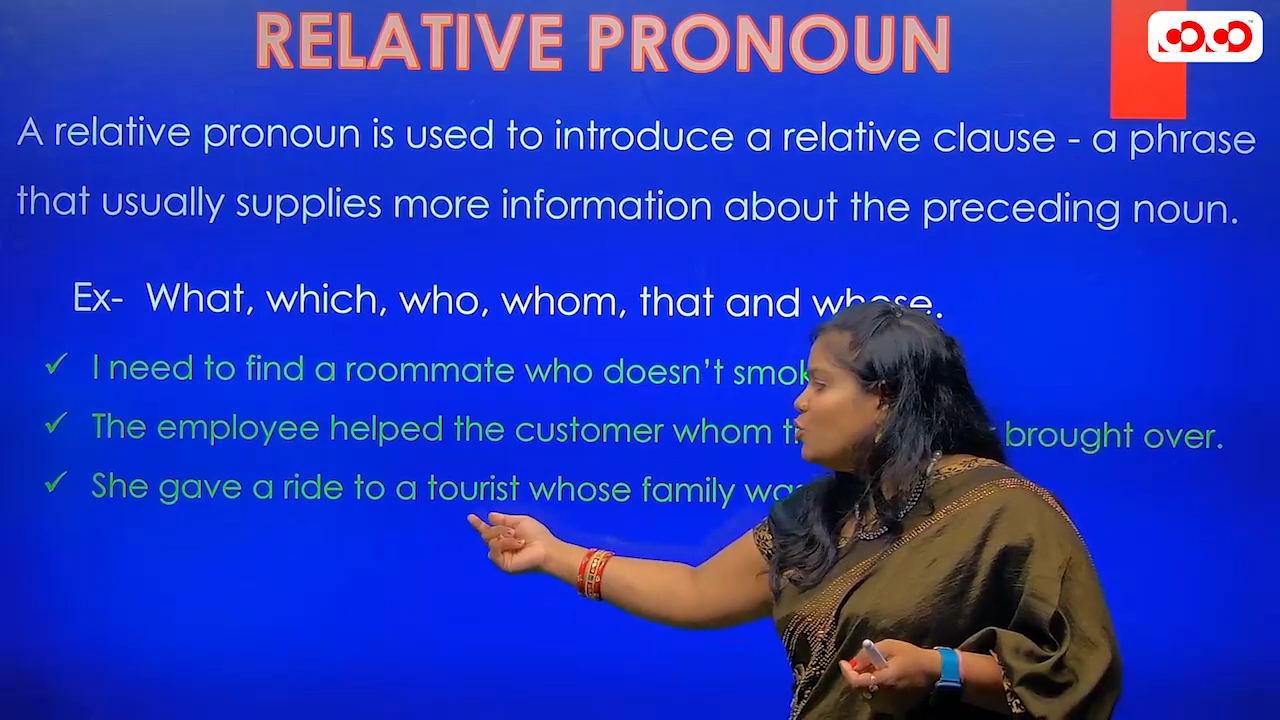 RELATIVE PRONOUN
A relative pronoun is used to introduce a relative clause - a phrase
that usually supplies more information about the preceding noun.
Ex- What, which, who, whom, that and whose.
I need to find a roommate who doesn't
The employee helped the customer whom brought over.
She gave a ride to a tourist whose family